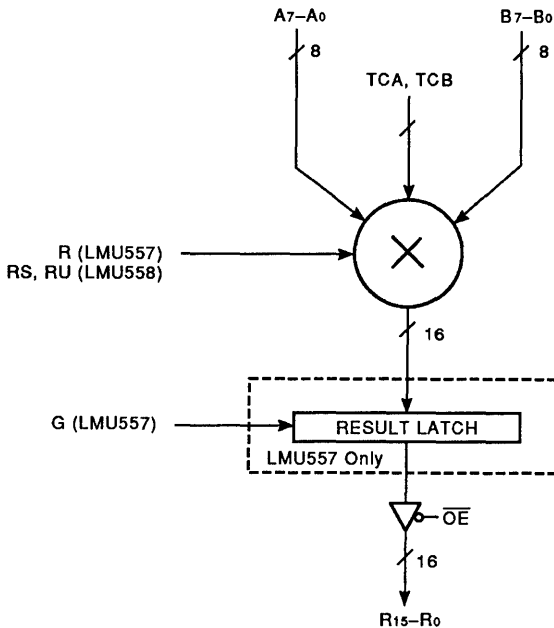 A7–A0
B7–B0
8
8
TCA, TCB
R (LMU557)
RS, RU (LMU558)
16
G (LMU557)
RESULT LATCH
LMU557 Only
OE
16
R15–R0